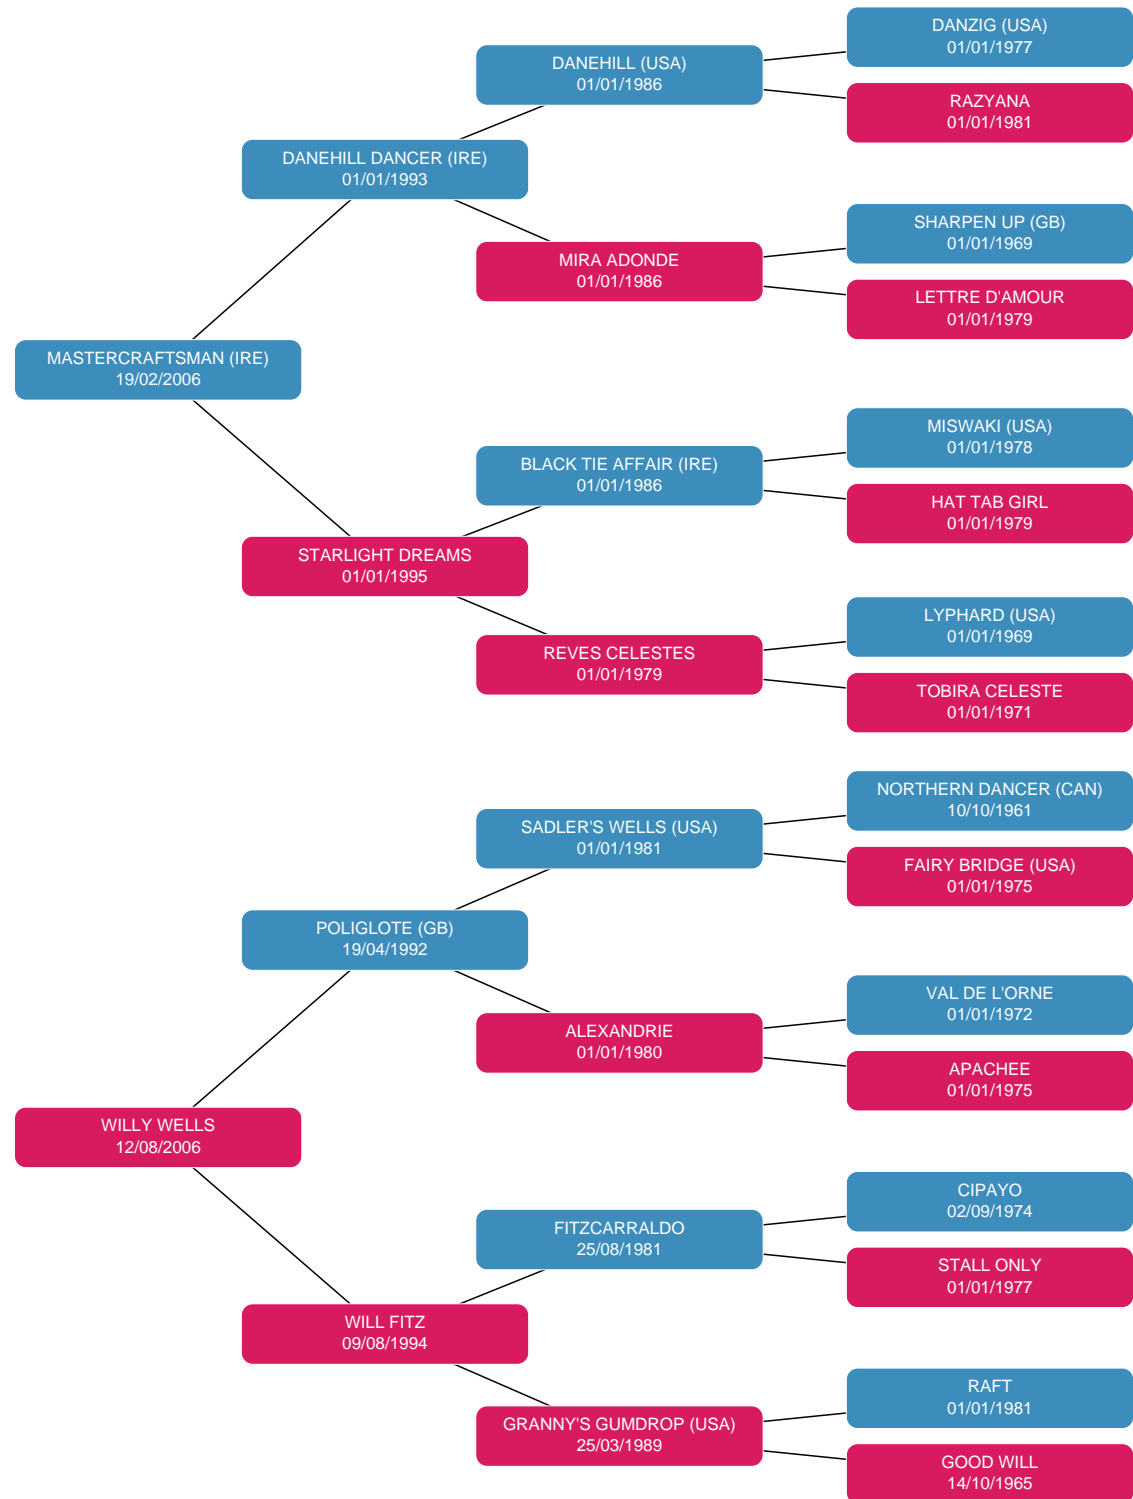 DANZIG (USA)
01/01/1977
DANEHILL (USA)
01/01/1986
RAZYANA
01/01/1981
DANEHILL DANCER (IRE)
01/01/1993
SHARPEN UP (GB)
01/01/1969
MIRA ADONDE
01/01/1986
LETTRE D'AMOUR
01/01/1979
MASTERCRAFTSMAN (IRE)
19/02/2006
MISWAKI (USA)
01/01/1978
BLACK TIE AFFAIR (IRE)
01/01/1986
HAT TAB GIRL
01/01/1979
STARLIGHT DREAMS
01/01/1995
LYPHARD (USA)
01/01/1969
REVES CELESTES
01/01/1979
TOBIRA CELESTE
01/01/1971
NORTHERN DANCER (CAN)
10/10/1961
SADLER'S WELLS (USA)
01/01/1981
FAIRY BRIDGE (USA)
01/01/1975
POLIGLOTE (GB)
19/04/1992
VAL DE L'ORNE
01/01/1972
ALEXANDRIE
01/01/1980
APACHEE
01/01/1975
WILLY WELLS
12/08/2006
CIPAYO
02/09/1974
FITZCARRALDO
25/08/1981
STALL ONLY
01/01/1977
WILL FITZ
09/08/1994
RAFT
01/01/1981
GRANNY'S GUMDROP (USA)
25/03/1989
GOOD WILL
14/10/1965